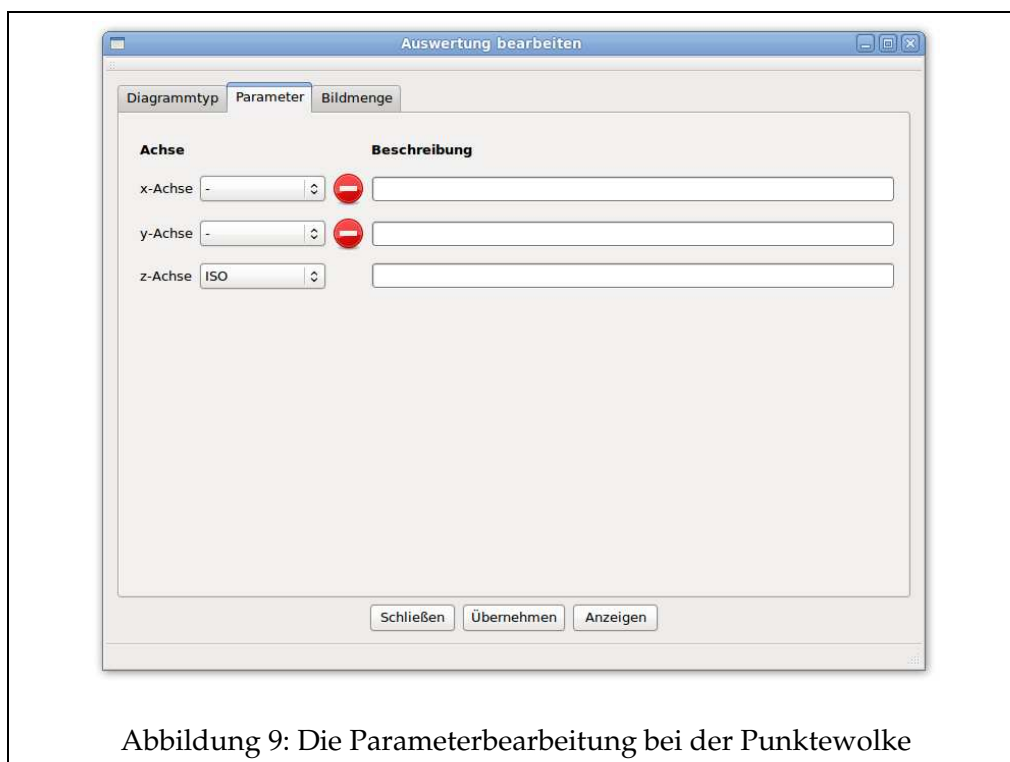 Auswertung bearbeiten
Diagrammtyp Parameter Bildmenge
Achse Beschreibung
x-Achse -
y-Achse -
z-Achse ISO
Schließen Übernehmen Anzeigen
Abbildung 9: Die Parameterbearbeitung bei der Punktewolke